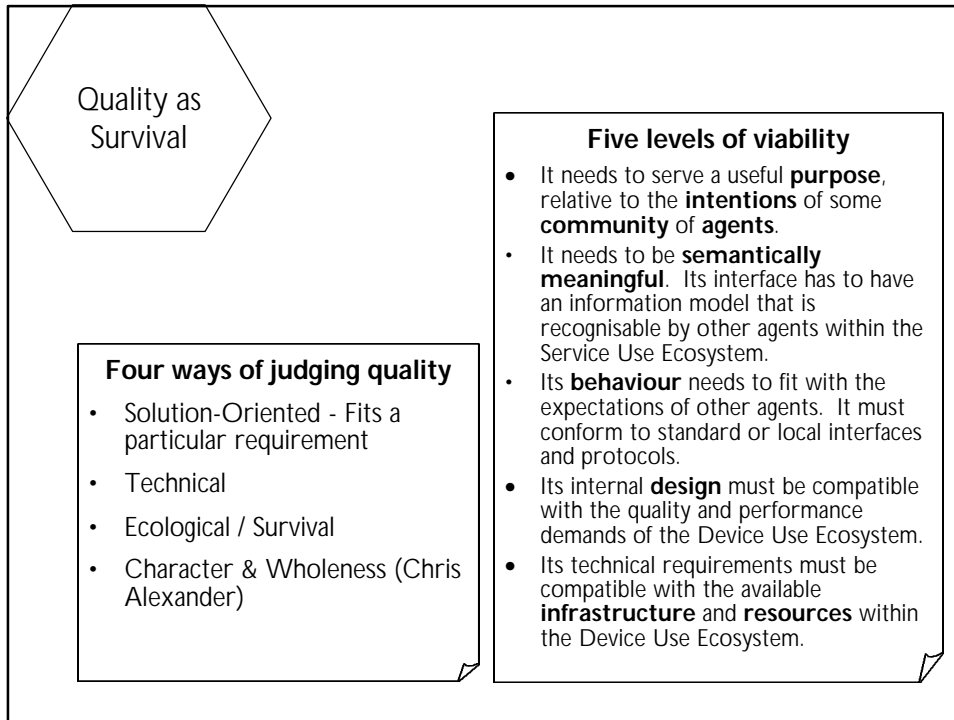 Quality as
Survival
Four ways of judging quality
• Solution-Oriented - Fits a
particular requirement
• Technical
• Ecological / Survival
• Character & Wholeness (Chris
Alexander)
Five levels of viability
• It needs to serve a useful purpose,
relative to the intentions of some
community of agents.
• It needs to be semantically
meaningful. Its interface has to have
an information model that is
recognisable by other agents within the
Service Use Ecosystem.
• Its behaviour needs to fit with the
expectations of other agents. It must
conform to standard or local interfaces
and protocols.
• Its internal design must be compatible
with the quality and performance
demands of the Device Use Ecosystem.
• Its technical requirements must be
compatible with the available
infrastructure and resources within
the Device Use Ecosystem.